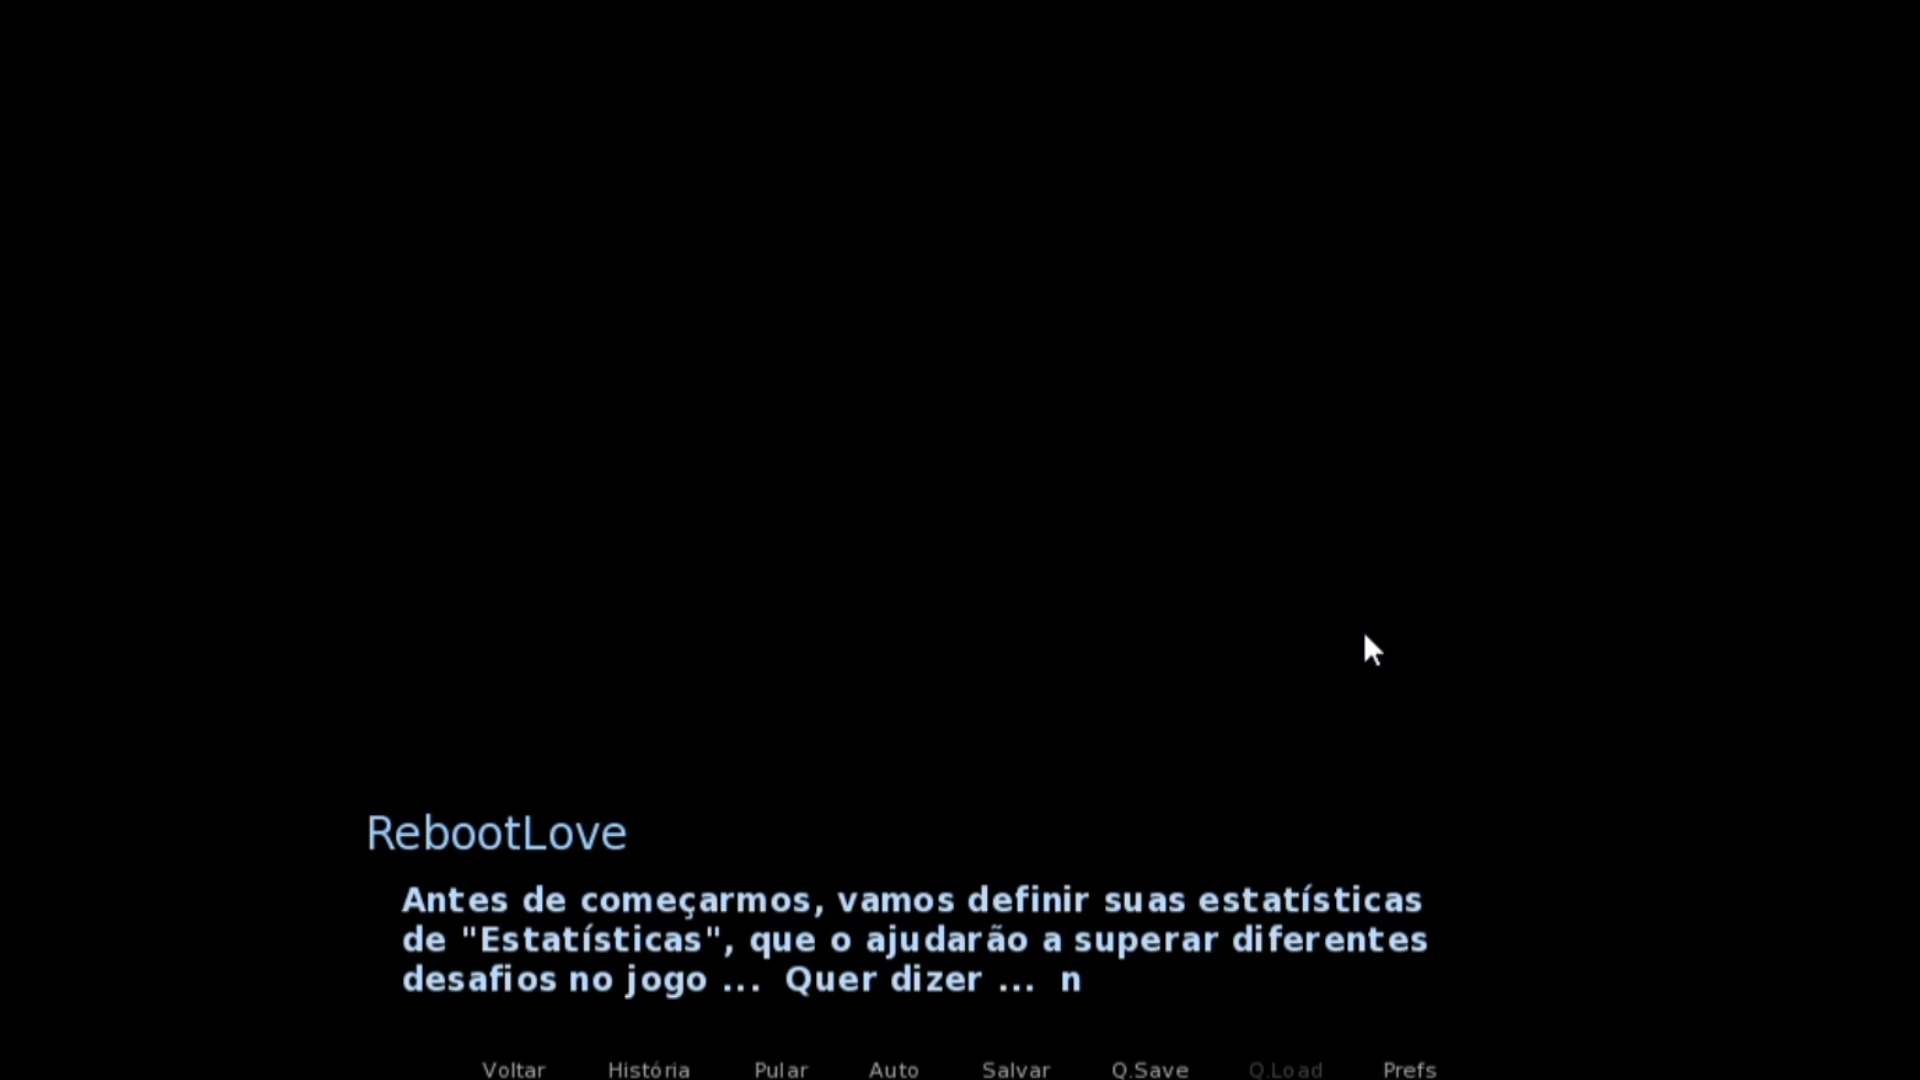 RebootLove
Antes de começarmos, vamos definir suas estatísticas
de "Estatísticas", que o ajudarão a superar diferentes
desafios no jogo ... Quer dizer ... n
Voltar História Pular Auto Salvar Q.Save Q.Load Prefs